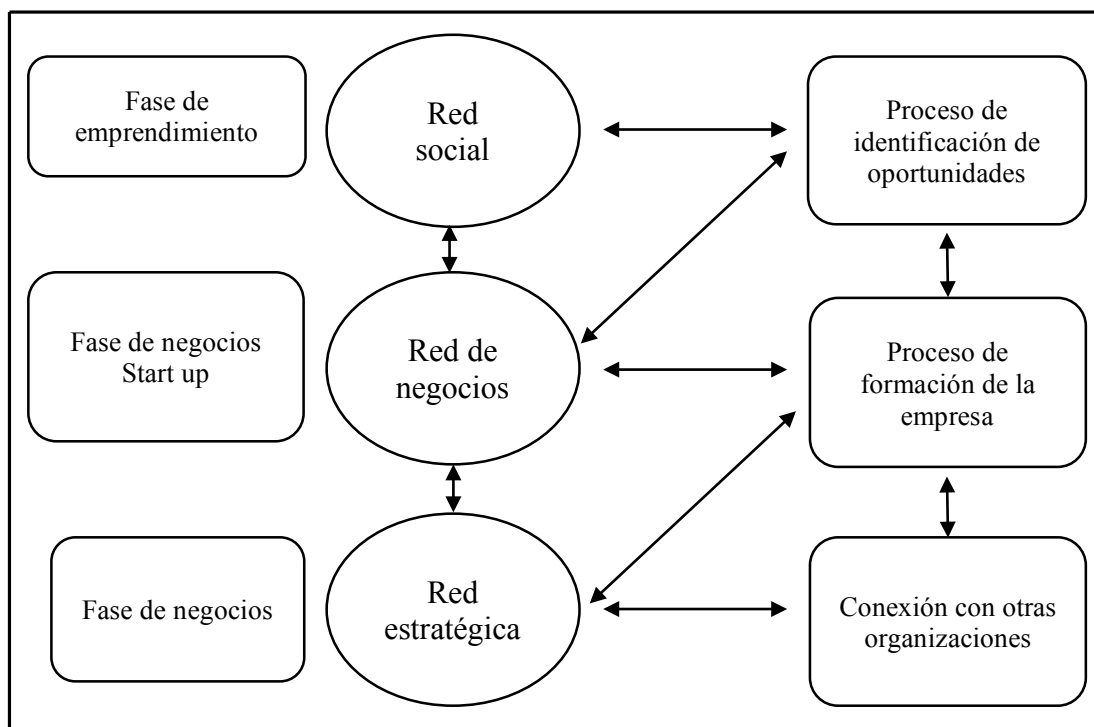 Fase de
emprendimiento
Red
social
Proceso de
identificación de
oportunidades
Fase de negocios
Start up
Red de
negocios
Proceso de
formación de la
empresa
Fase de negocios
Red
estratégica
Conexión con otras
organizaciones